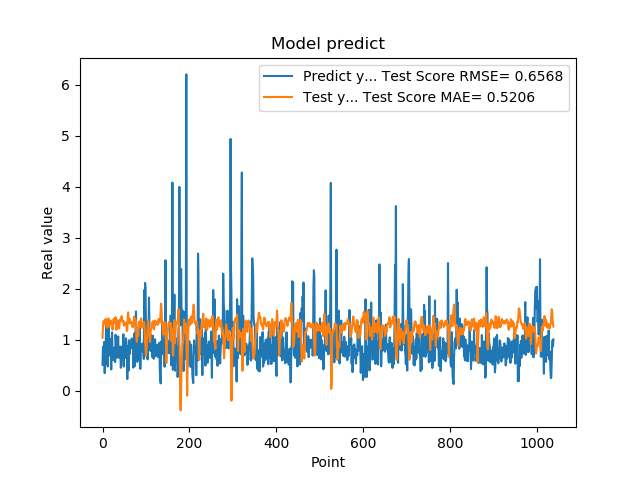 Model predict
Predict y... Test Score RMSE= 0.6568
Test y... Test Score MAE= 0.5206
6
5
4
3
2
1
0
Real value
0 200 400 600 800 1000
Point